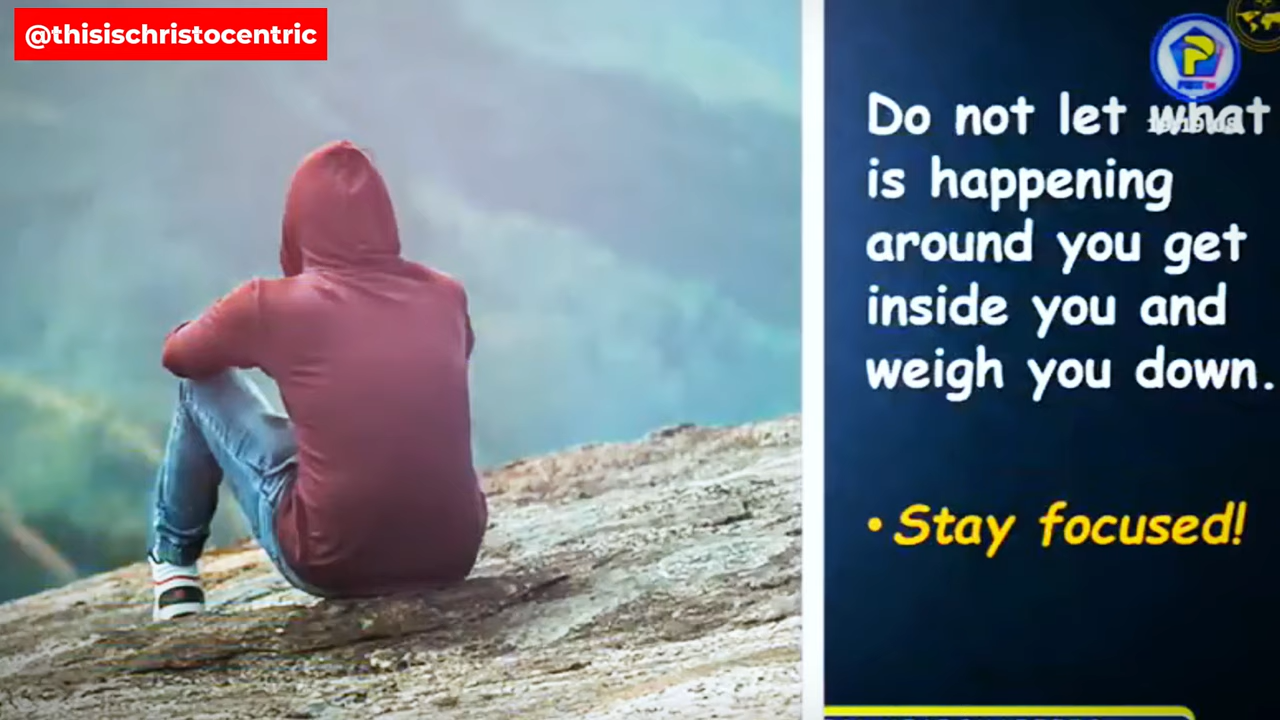 @thisischristocentric
Do not let what
is happening
around you get
inside you and
weigh you down.
• Stay focused!